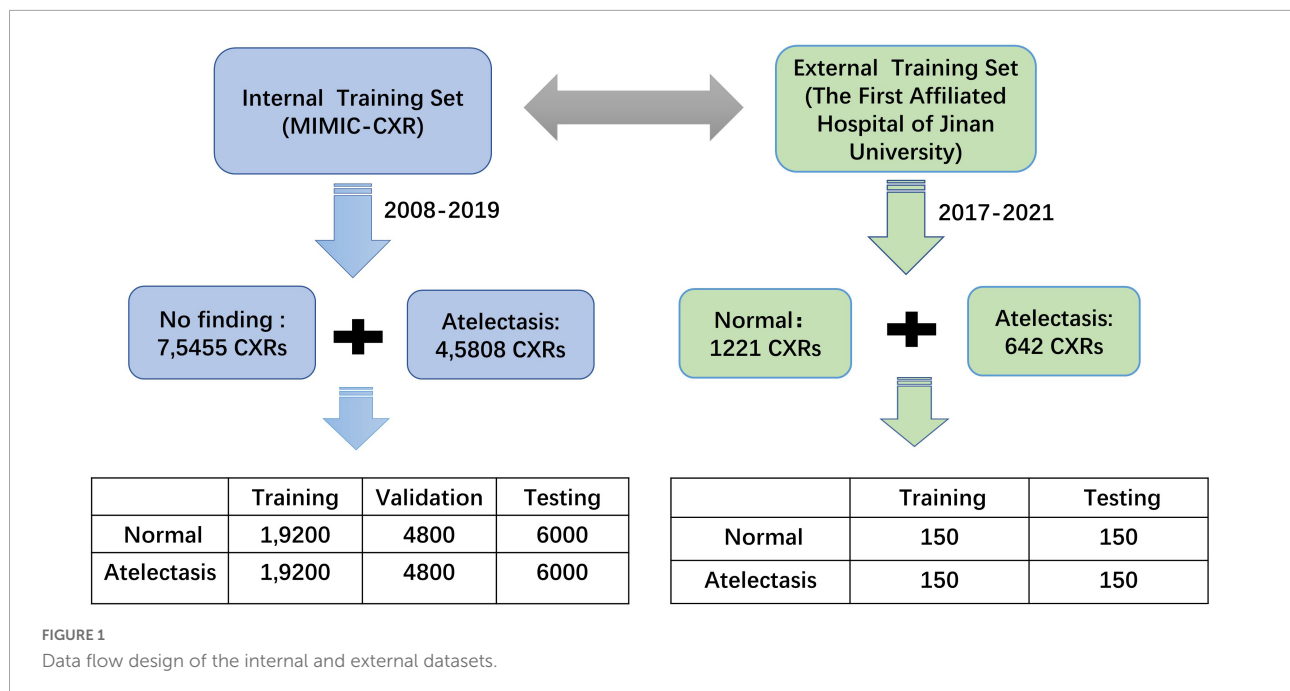 Internal Training Set
(MIMIC-CXR)
External Training Set
(The First Affiliated
Hospital of Jinan
University)
2008-2019
2017-2021
No finding :
7,5455 CXRs
Atelectasis:
4,5808 CXRs
Normal：
1221 CXRs
Atelectasis:
642 CXRs
Training Validation Testing
Normal 1,9200 4800 6000
Atelectasis 1,9200 4800 6000
Training Testing
Normal 150 150
Atelectasis 150 150
FIGURE 1
Data flow design of the internal and external datasets.